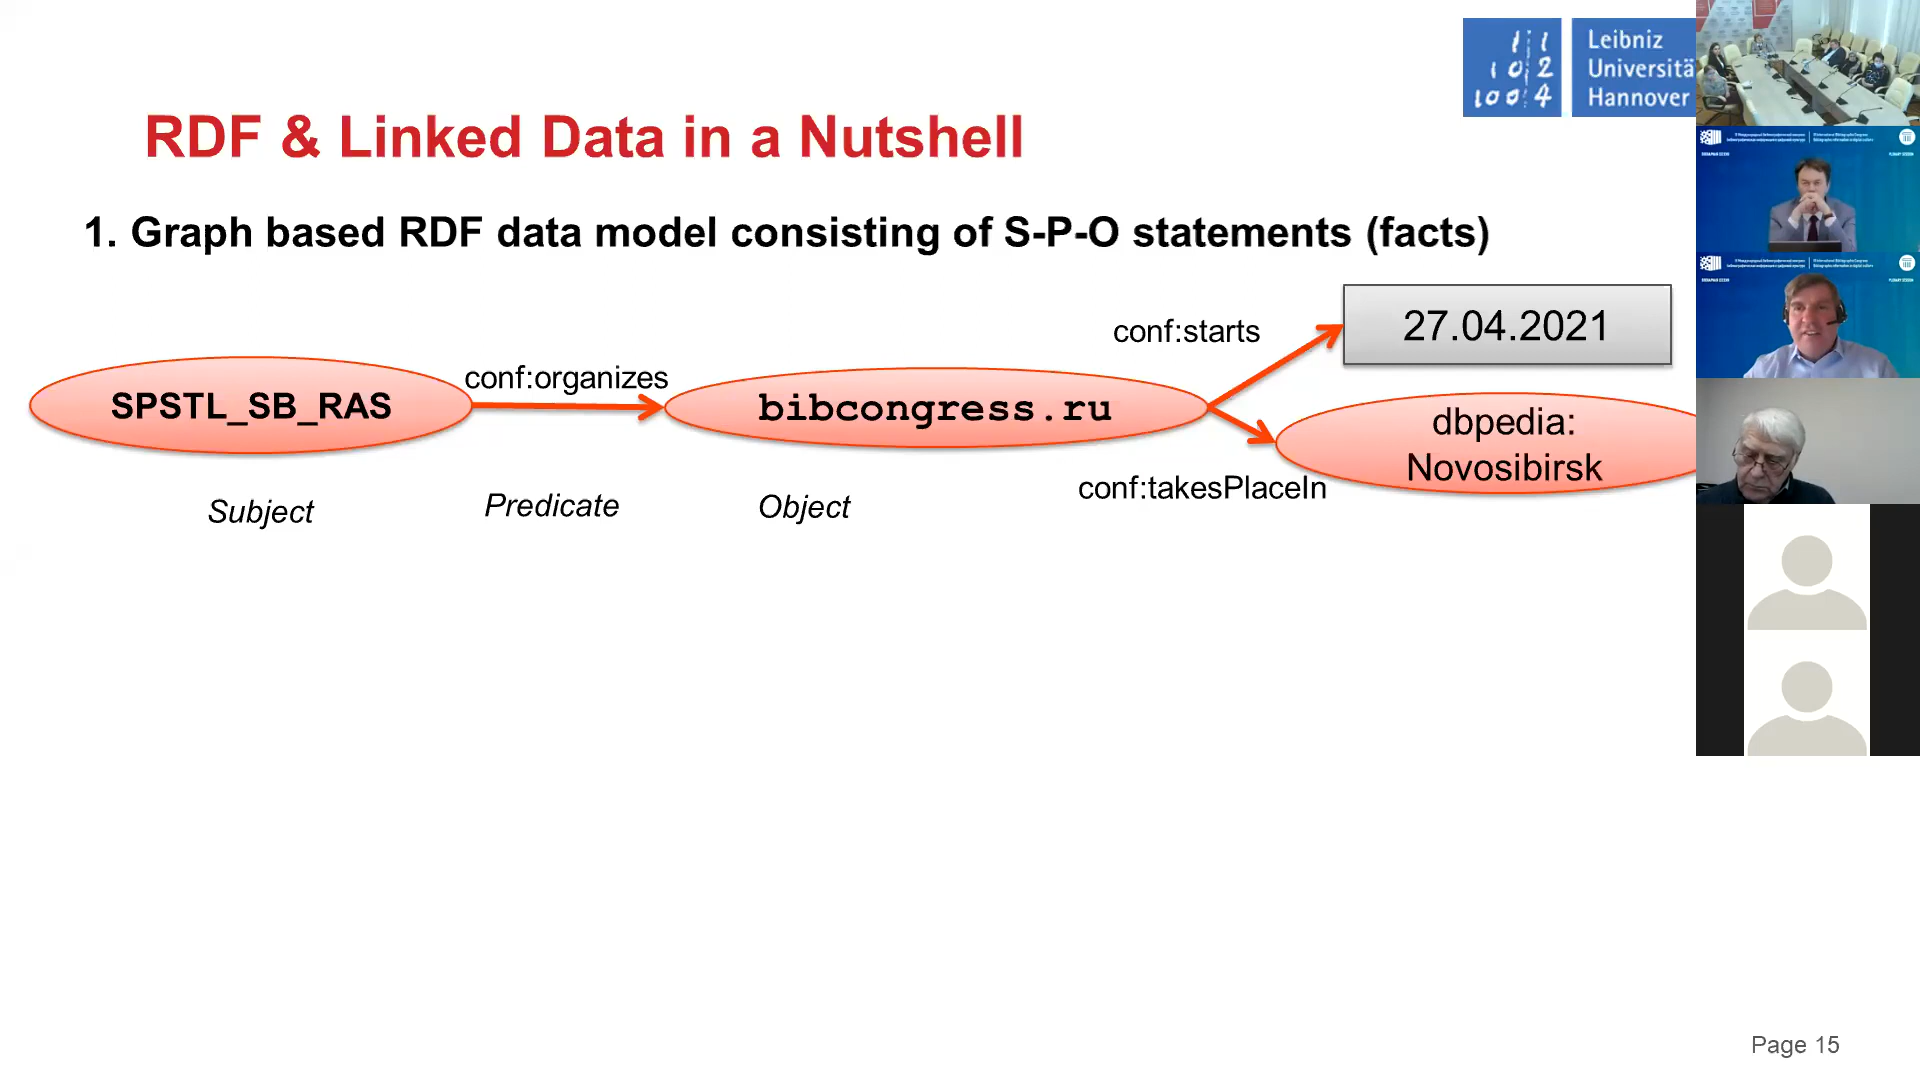 Leibniz
Universitä
Hannover
RDF & Linked Data in a Nutshell
1. Graph based RDF data model consisting of S-P-O statements (facts)
conf:starts
27.04.2021
SPSTL_SB_RAS
conf:organizes
bibcongress.ru
dbpedia:
Novosibirsk
conf:takesPlaceIn
Subject
Predicate
Object
Page 15